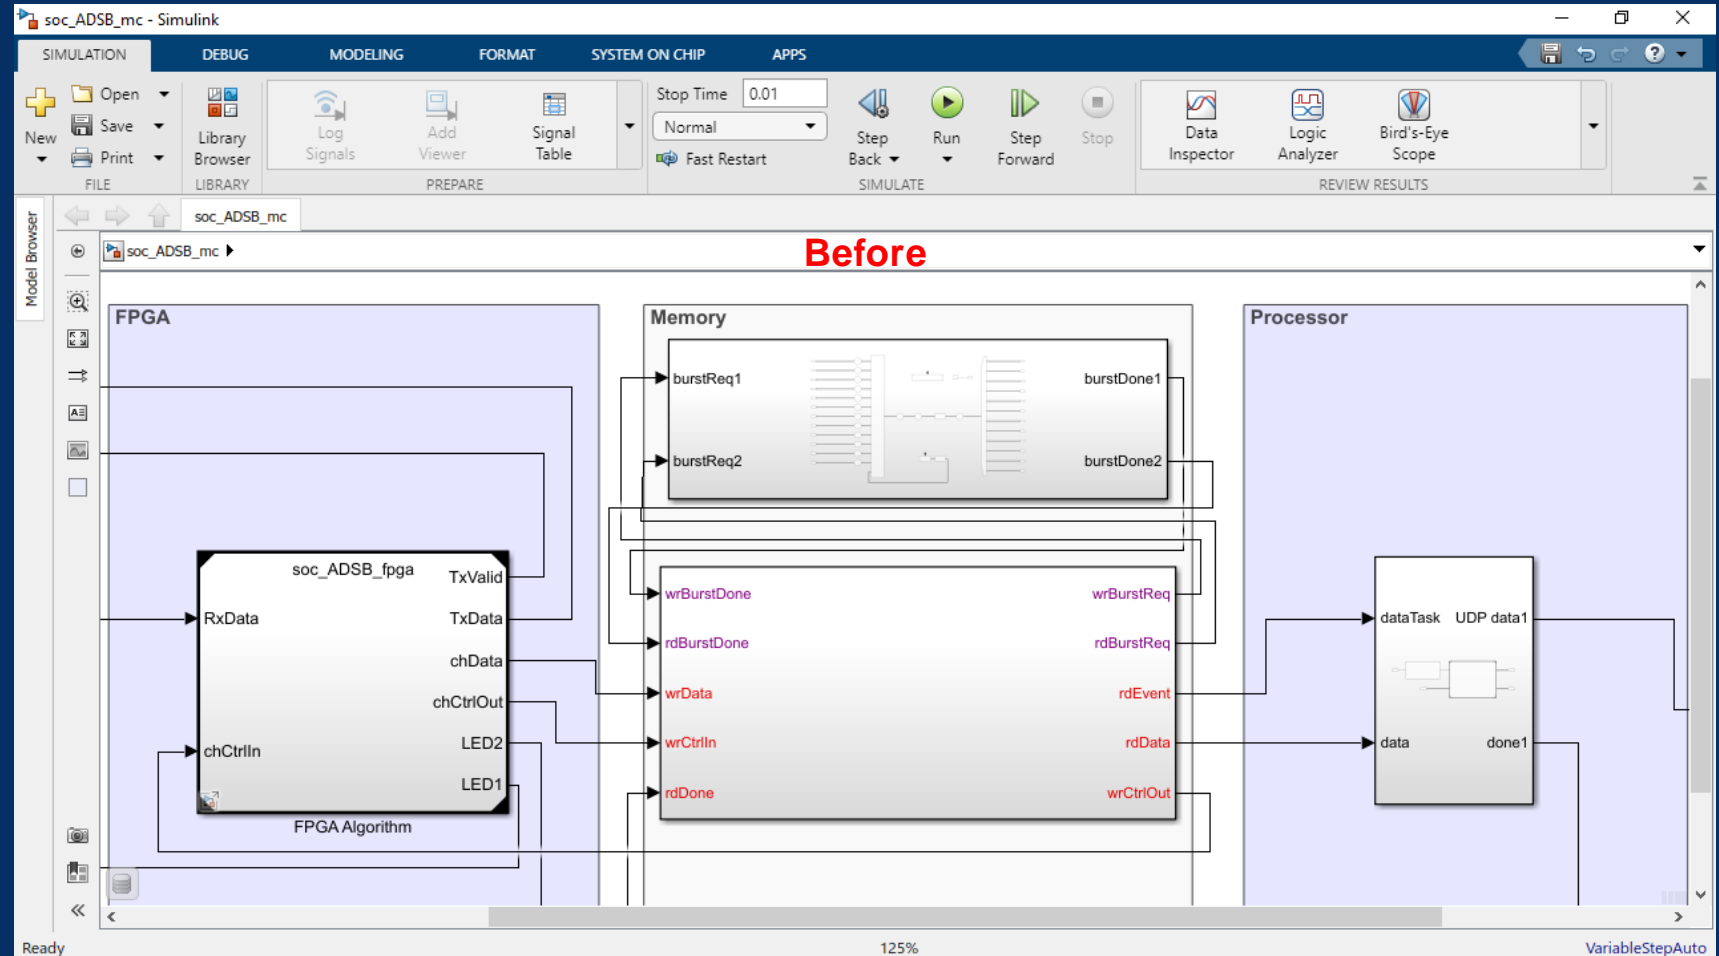 soc_ADSB_mc - Simulink
SIMULATION DEBUG MODELING FORMAT SYSTEM ON CHIP APPS
New
Open
Save
Print
FILE
Library
Browser
LIBRARY
Log
Signals
Add
Viewer
Signal
Table
PREPARE
Stop Time 0.01
Normal
Fast Restart
Step
Back
Run
Step
Forward
Stop
SIMULATE
Data
Inspector
Logic
Analyzer
Bird's-Eye
Scope
REVIEW RESULTS
Model Browser
soc_ADSB_mc
soc_ADSB_mc
Before
FPGA
soc_ADSB_fpga
RxData
chCtrlIn
TxValid
TxData
chData
chCtrlOut
LED2
LED1
FPGA Algorithm
Memory
burstReq1
burstReq2
burstDone1
burstDone2
wrBurstDone
rdBurstDone
wrData
wrCtrlIn
rdDone
wrBurstReq
rdBurstReq
rdEvent
rdData
wrCtrlOut
Processor
dataTask
data
UDP data1
done1
Ready
125%
VariableStepAuto